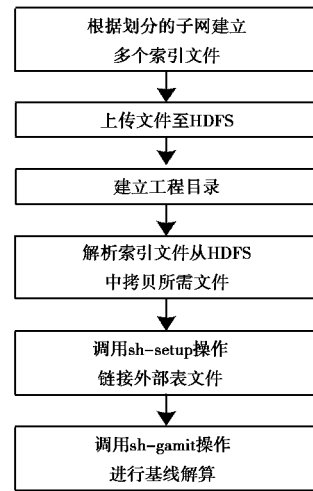 根据划分的子网建立
多个索引文件
上传文件至HDFS
建立工程目录
解析索引文件从HDFS
中拷贝所需文件
调用sh-setup操作
链接外部表文件
调用sh-gamit操作
进行基线解算